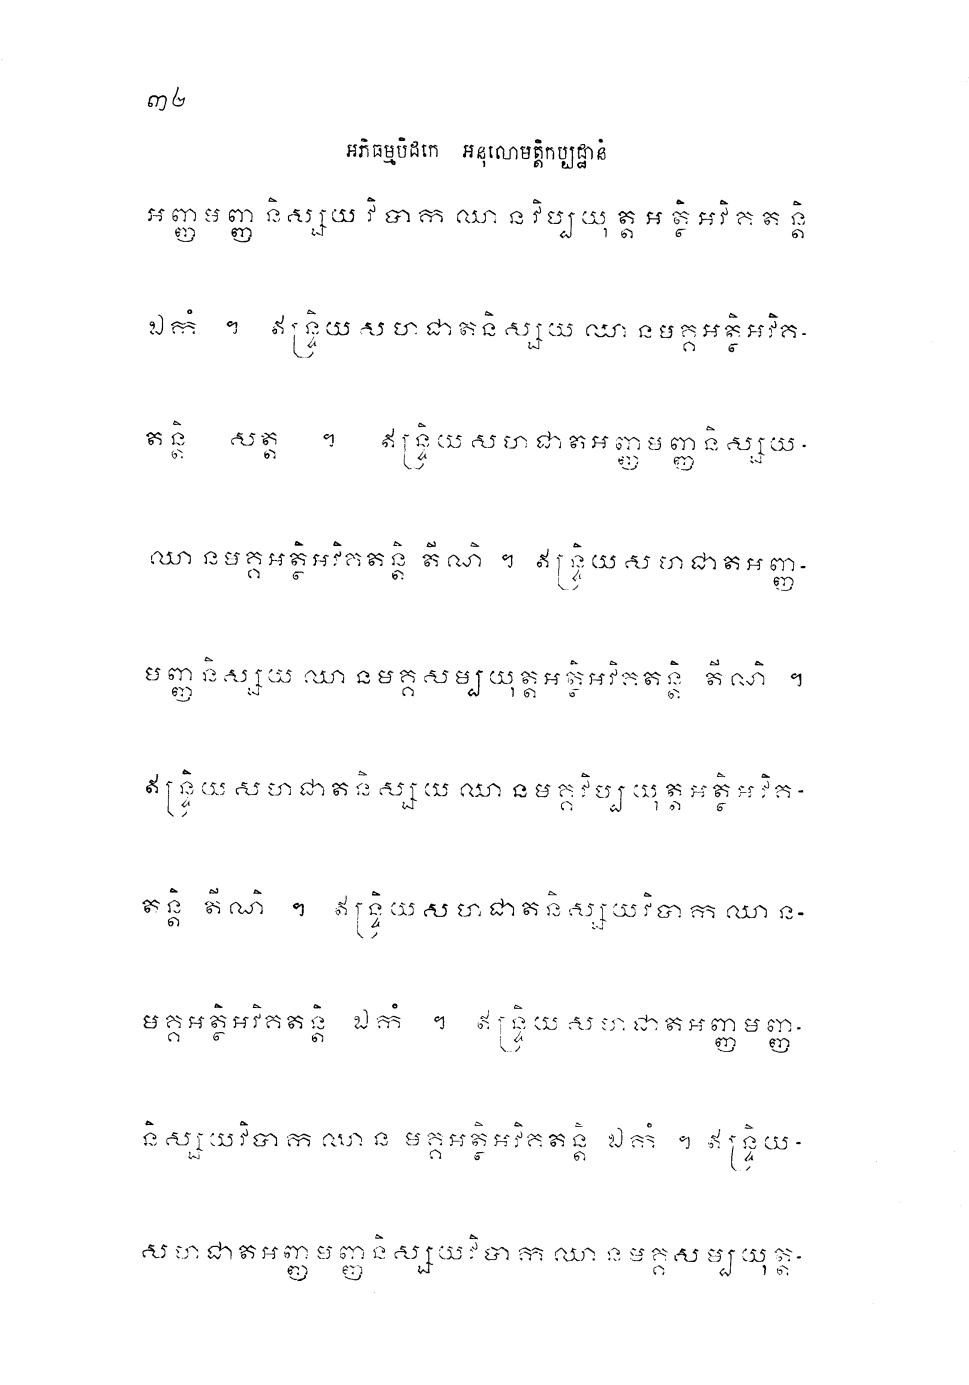 ៣៤
អភិធម្មបិដកេ អនុលោមត្តិកប្បដ្ឋានំ
អញ្ញមញ្ញនិស្សយវិបាកឈានវិប្បយុត្តអត្ថិអវិគតន្តិ
ឯកំ ។ ឥន្ទ្រិយសហជាតនិស្សយឈានមគ្គអត្ថិអវិគ-
តន្តិ សត្ត ។ ឥន្ទ្រិយសហជាតអញ្ញមញ្ញនិស្សយ-
ឈានមគ្គអត្ថិអវិគតន្តិ តីណិ ។ ឥន្ទ្រិយសហជាតអញ្ញ-
មញ្ញនិស្សយឈានមគ្គសម្បយុត្តអត្ថិអវិគតន្តិ តីណិ ។
ឥន្ទ្រិយសហជាតនិស្សយឈានមគ្គវិប្បយុត្តអត្ថិអវិគ-
តន្តិ តីណិ ។ ឥន្ទ្រិយសហជាតនិស្សយវិបាកឈាន-
មគ្គអត្ថិអវិគតន្តិ ឯកំ ។ ឥន្ទ្រិយសហជាតអញ្ញមញ្ញ-
និស្សយវិបាកឈានមគ្គអត្ថិអវិគតន្តិ ឯកំ ។ ឥន្ទ្រិយ-
សហជាតអញ្ញមញ្ញនិស្សយវិបាកឈានមគ្គសម្បយុត្ត-